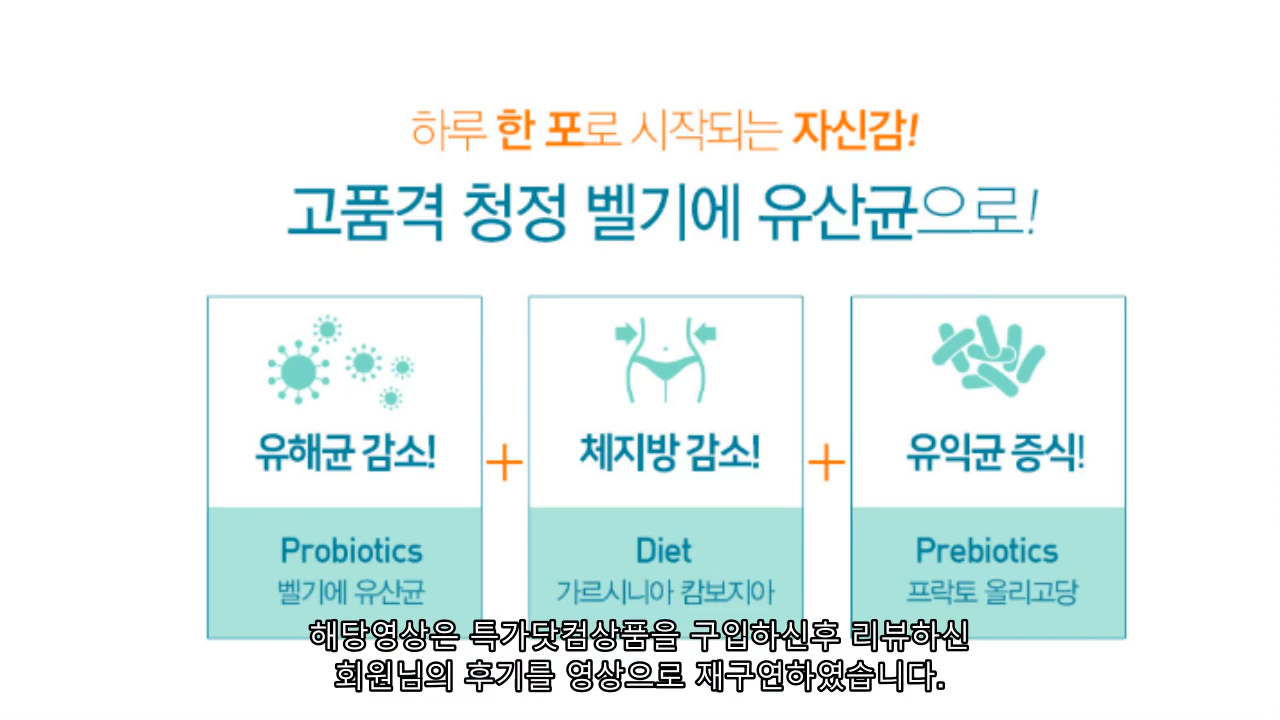 하루 한 포로 시작되는 자신감!
고품격 청정 벨기에 유산균으로!
유해균 감소!
Probiotics
벨기에 유산균
+
체지방 감소!
Diet
가르시니아 캄보지아
+
유익균 증식!
Prebiotics
프락토 올리고당
해당영상은 특가닷컴상품을 구입하신후 리뷰하신
회원님의 후기를 영상으로 재구연하였습니다.